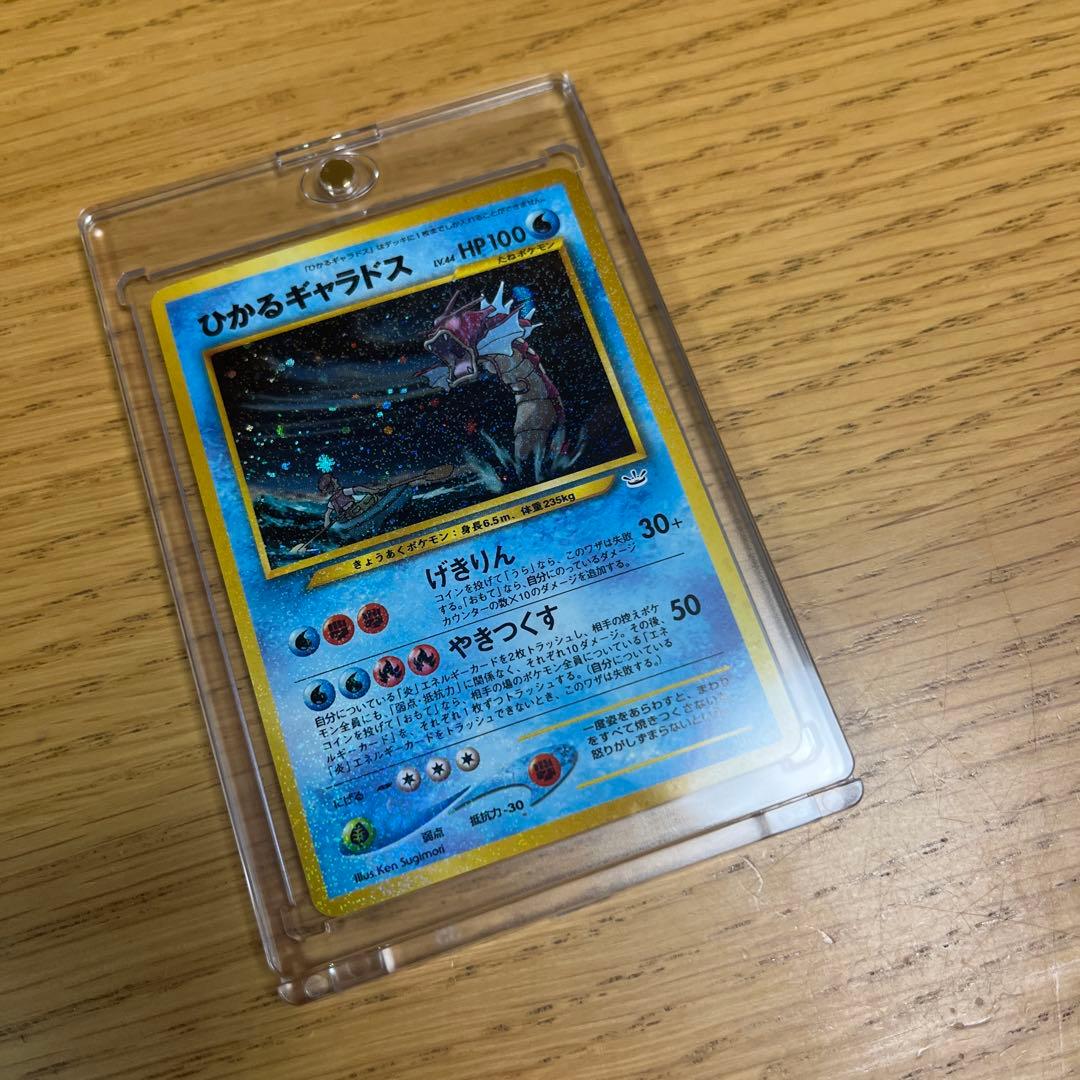 「ひかるギャラドス」はデッキに1枚までしか入れることができません。
ひかるギャラドス LV.44 HP100
たねポケモン
きょうあくポケモン:身長6.5m、体重235kg
げきりん 30+
コインを投げて「うら」なら、このワザは失敗
する。「おもて」なら、自分にのっているダメージ
カウンターの数×10のダメージを追加する。
やきつくす 50
自分についている「炎」エネルギーカードを2枚トラッシュし、相手の控えポケ
モン全員にも、「弱点・抵抗力」に関係なく、それぞれ10ダメージ。その後、
コインを投げて「おもて」なら、相手の場のポケモン全員についている「エネ
ルギーカード」を、それぞれ1枚ずつトラッシュする。(自分についている
「炎」エネルギーカードをトラッシュできないとき、このワザは失敗する。)
にげる
弱点
抵抗力 -30
一度姿をあらわすと、まわり
をすべて焼きつくさない
怒りがしずまらないという
Illus. Ken Sugimori